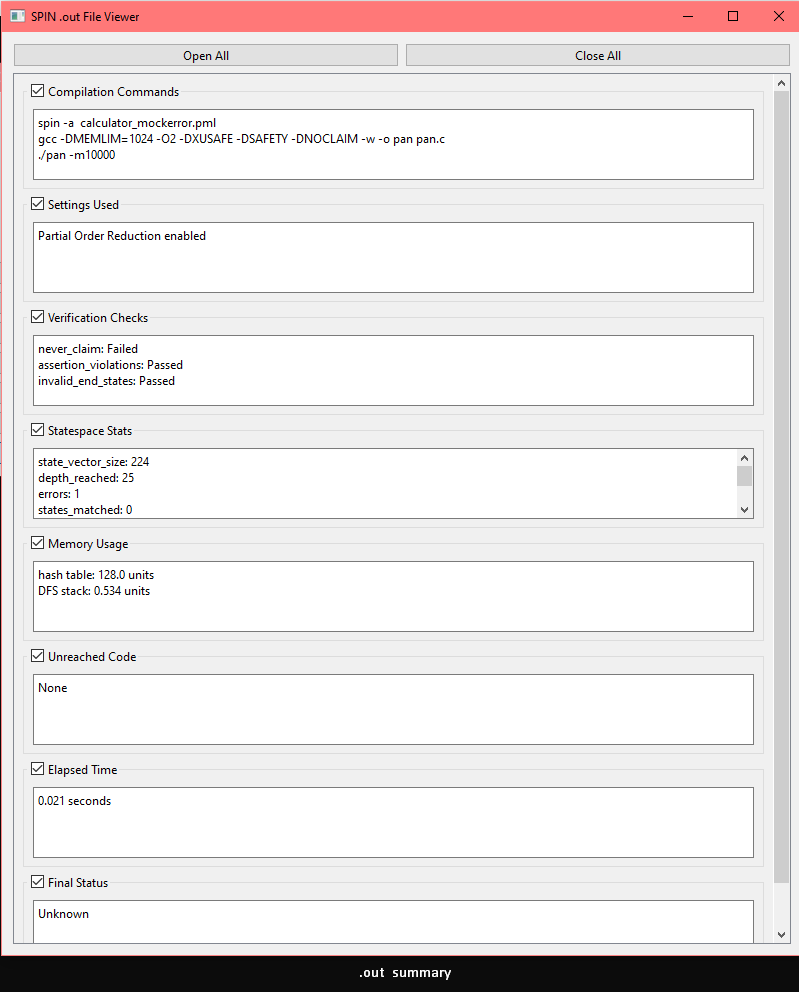 SPIN .out File Viewer
Open All
Close All
Compilation Commands
spin -a  calculator_mockerror.pml
gcc -DMEMLIM=1024 -O2 -DXUSAFE -DSAFETY -DNOCLAIM -w -o pan pan.c
./pan -m10000
Settings Used
Partial Order Reduction enabled
Verification Checks
never_claim: Failed
assertion_violations: Passed
invalid_end_states: Passed
Statespace Stats
state_vector_size: 224
depth_reached: 25
errors: 1
states_matched: 0
Memory Usage
hash table: 128.0 units
DFS stack: 0.534 units
Unreached Code
None
Elapsed Time
0.021 seconds
Final Status
Unknown
.out summary